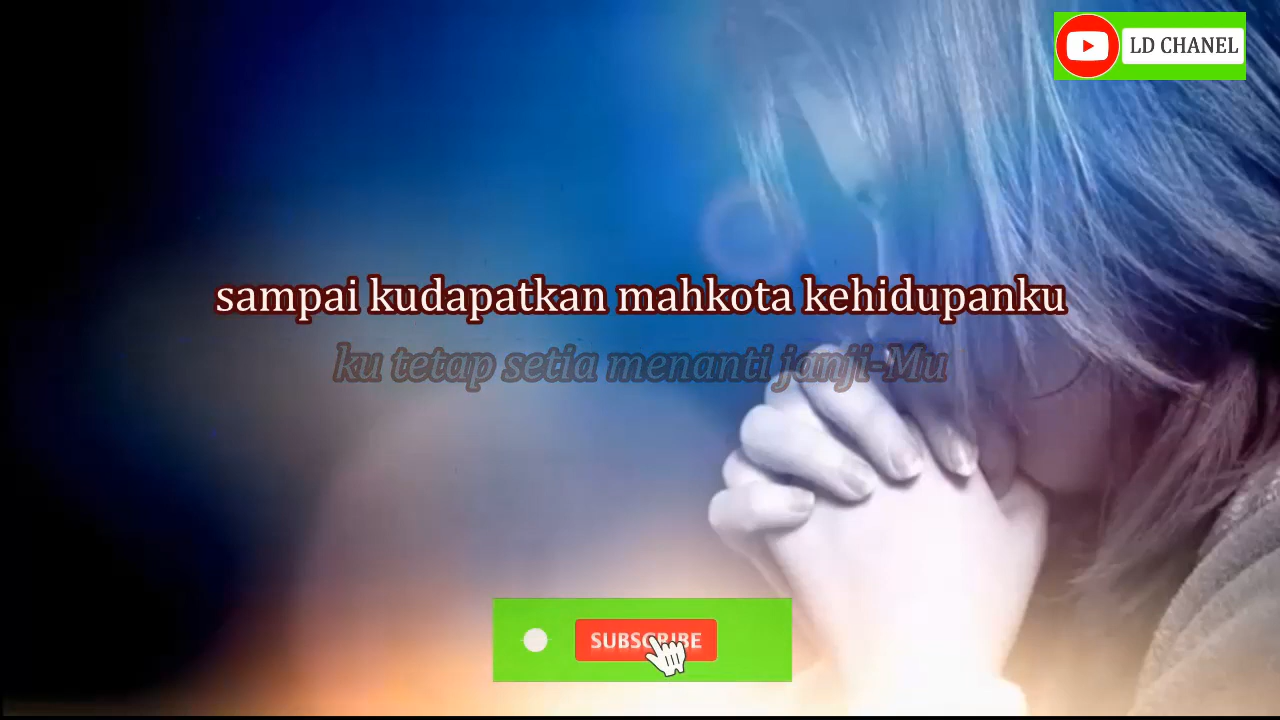 LD CHANEL
sampai kudapatkan mahkota kehidupanku
ku tetap setia menanti janji-Mu
SUBSCRIBE